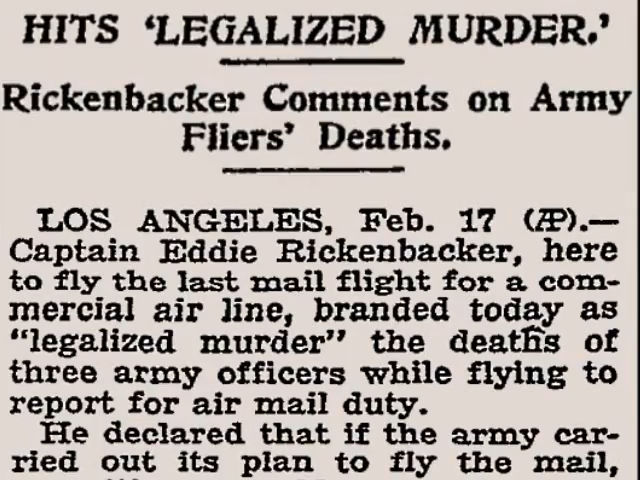 HITS ‘LEGALIZED MURDER.’
Rickenbacker Comments on Army
Fliers’ Deaths.
LOS ANGELES, Feb. 17 (AP).—
Captain Eddie Rickenbacker, here
to fly the last mail flight for a com-
mercial air line, branded today as
“legalized murder” the deaths of
three army officers while flying to
report for air mail duty.
He declared that if the army car-
ried out its plan to fly the mail,